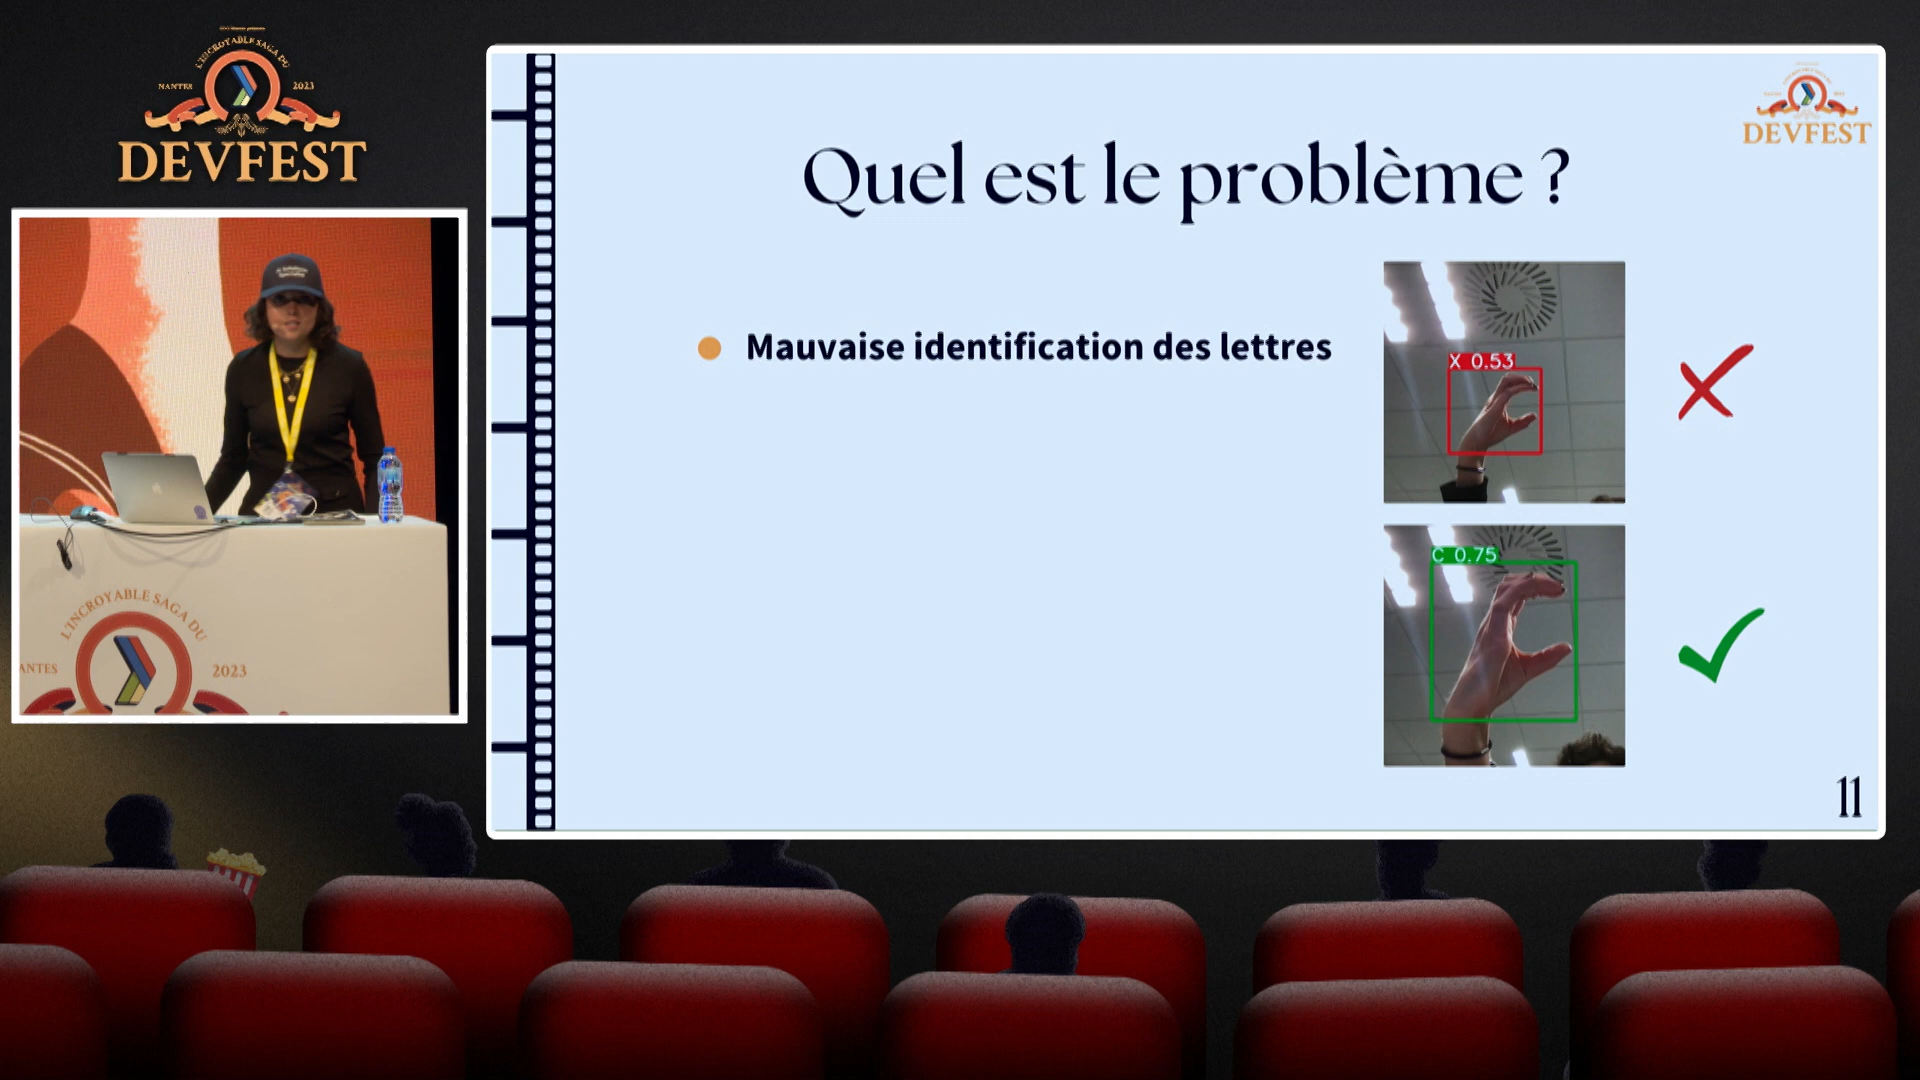 L'INCROYABLE SAGA DU
NANTES 2023
DEVFEST
L'INCROYABLE SAGA DU
ANTES 2023
DEVFEST
Quel est le problème ?
Mauvaise identification des lettres
X 0.53
C 0.75
11